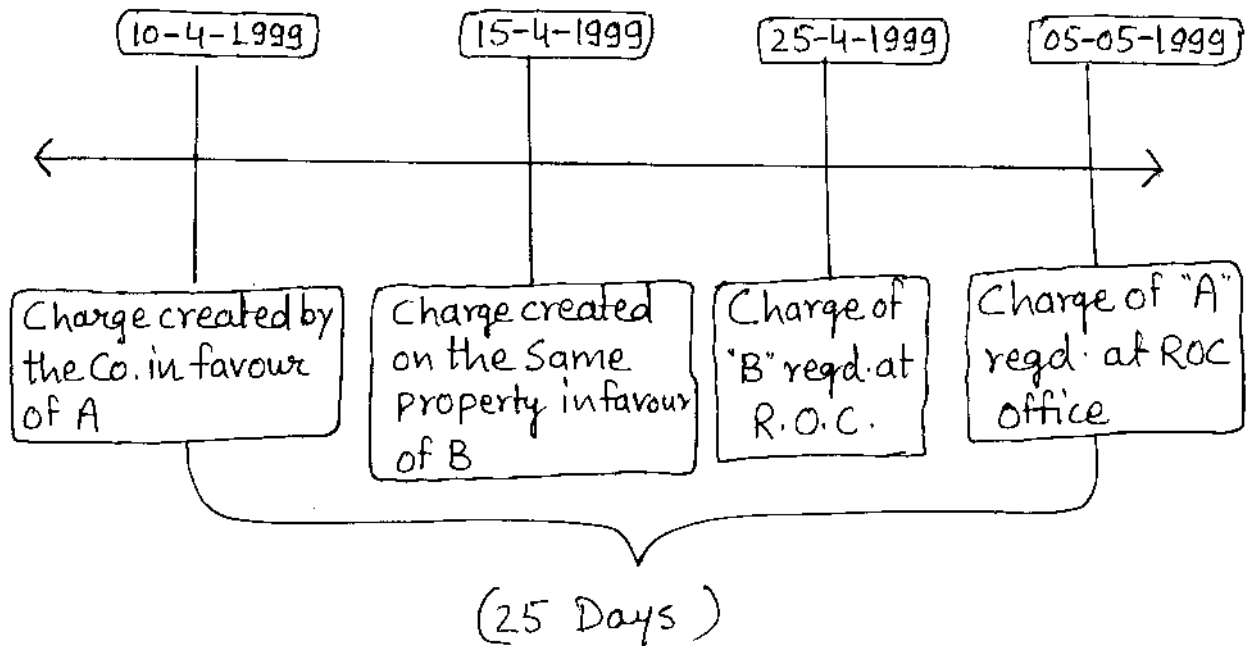 10-4-1999
15-4-1999
25-4-1999
05-05-1999
Charge created by
the Co. in favour
of A
Charge created
on the Same
property in favour
of B
Charge of
"B" regd. at
R.O.C.
Charge of "A"
regd. at ROC
office
(25 Days)